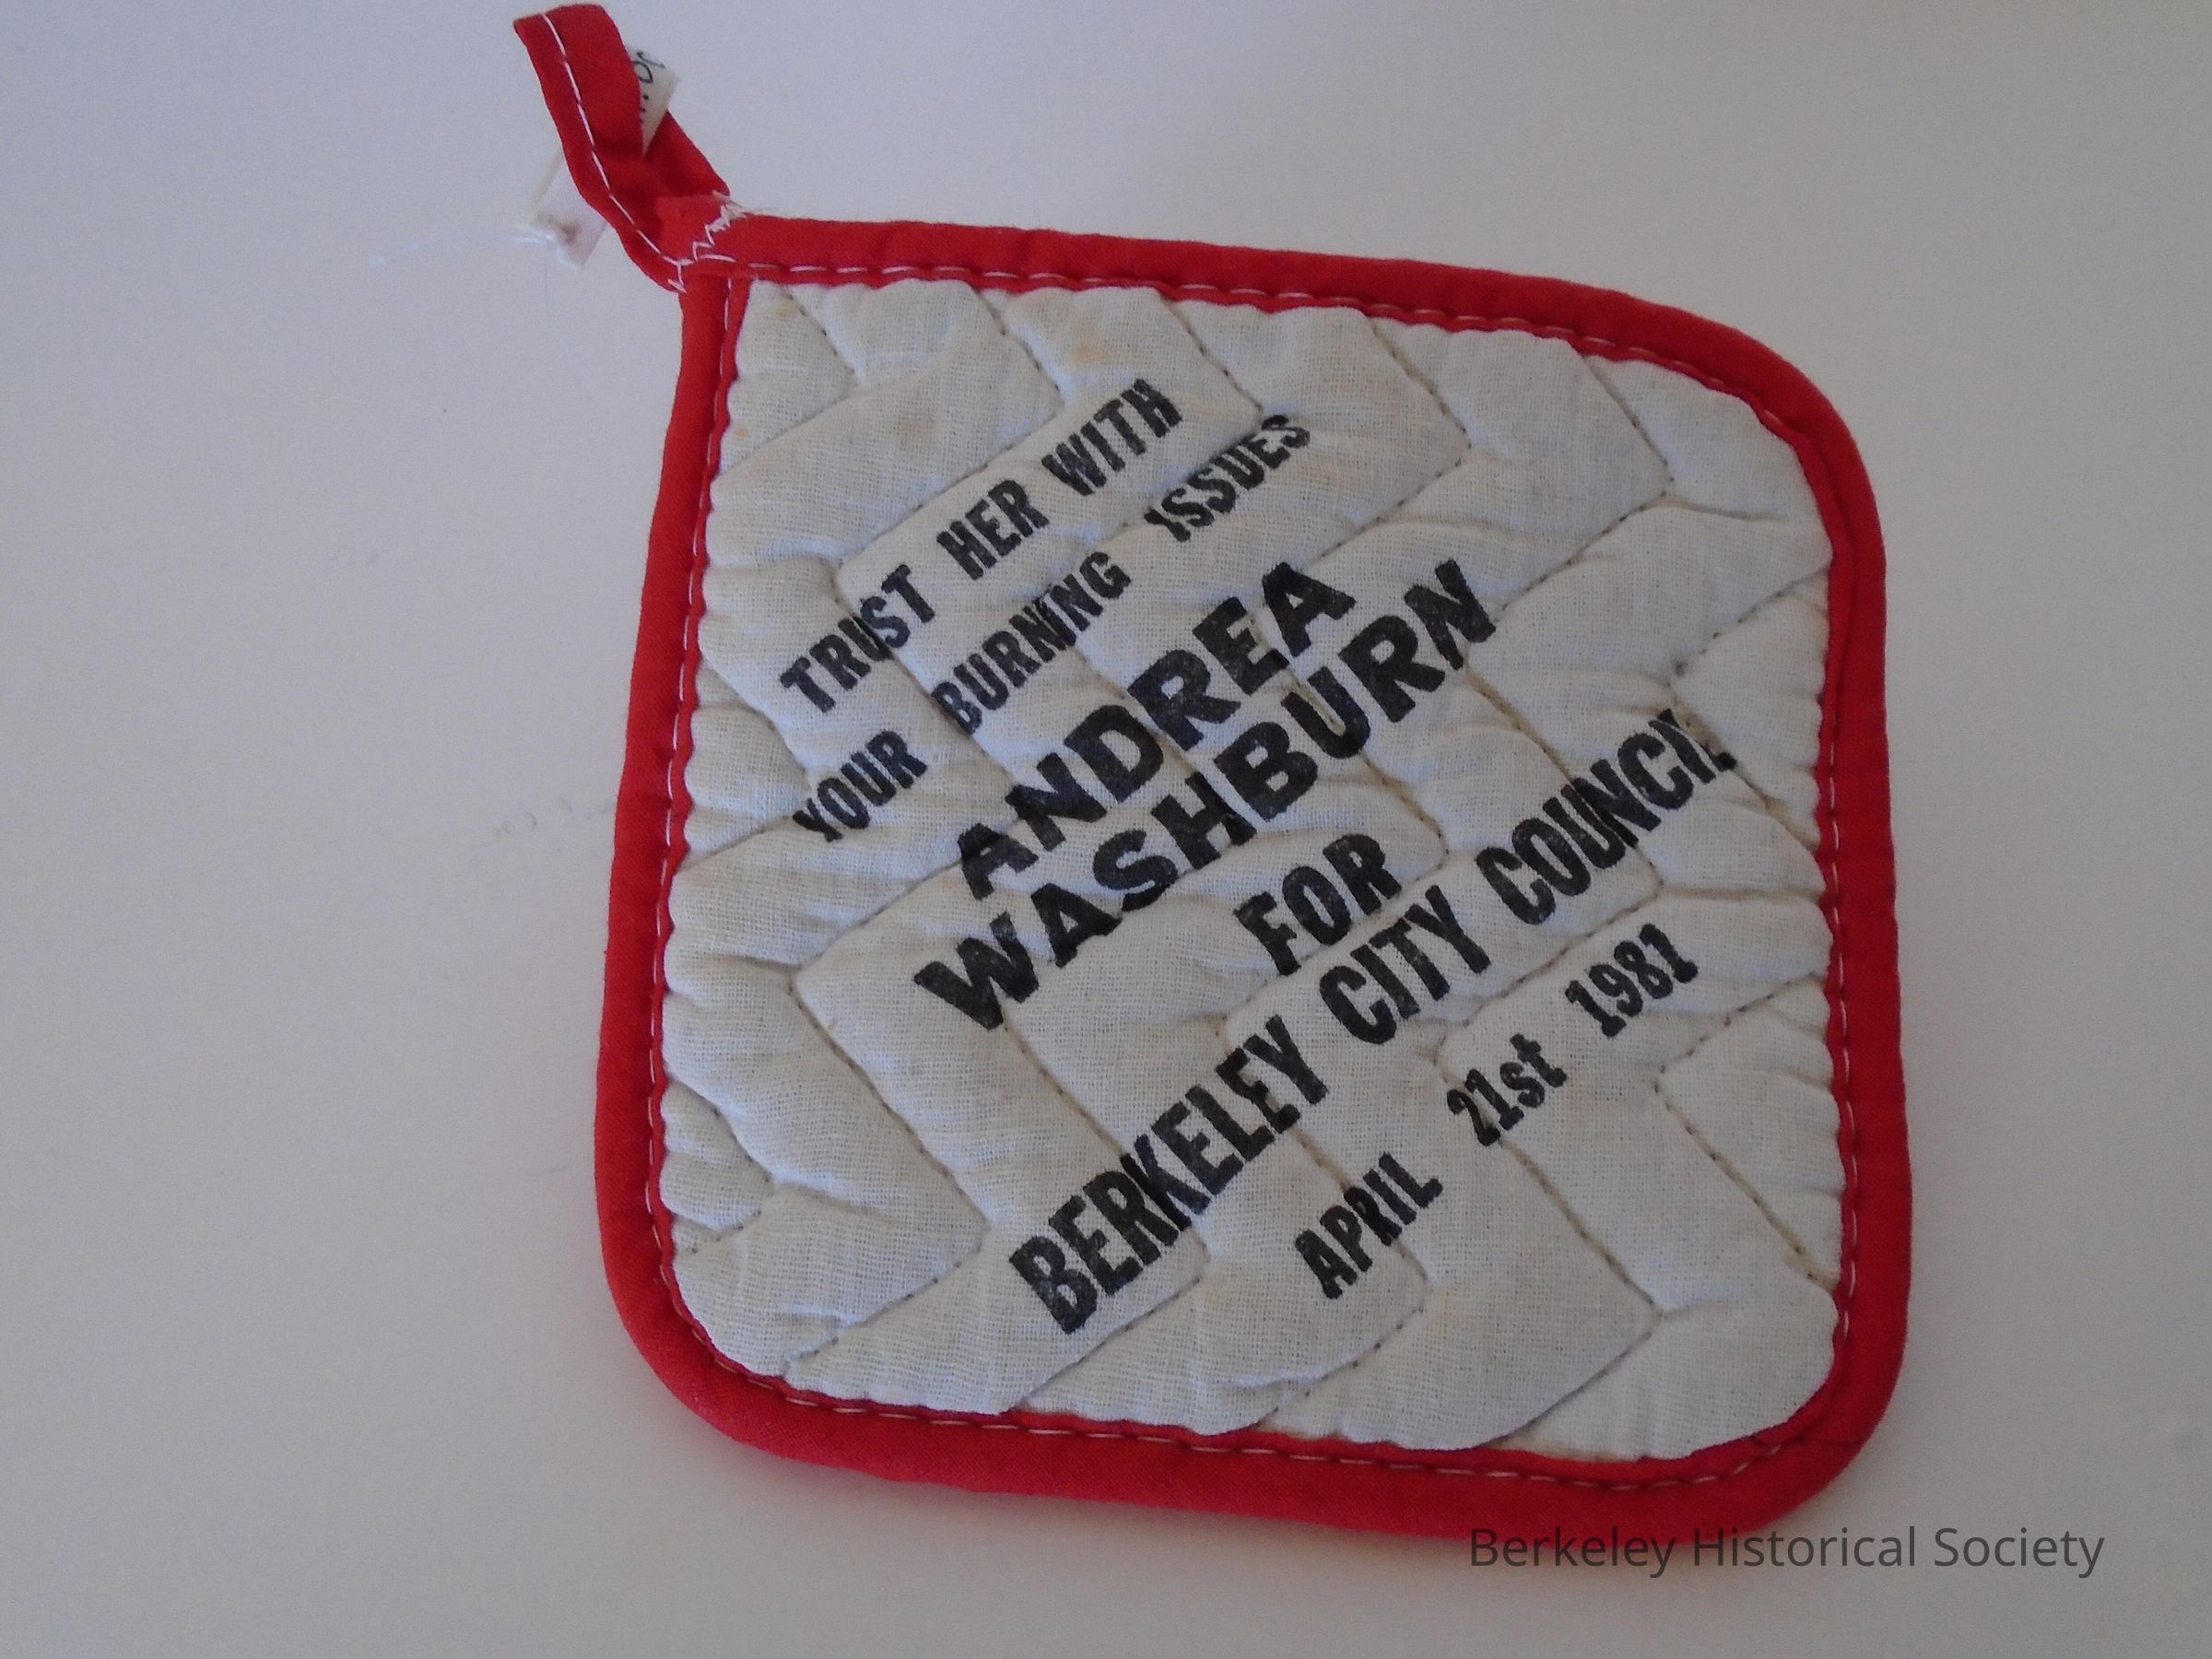 TRUST HER WITH
YOUR BURNING ISSUES
ANDREA
WASHBURN
FOR
BERKELEY CITY COUNCIL
APRIL 21st 1981
Berkeley Historical Society